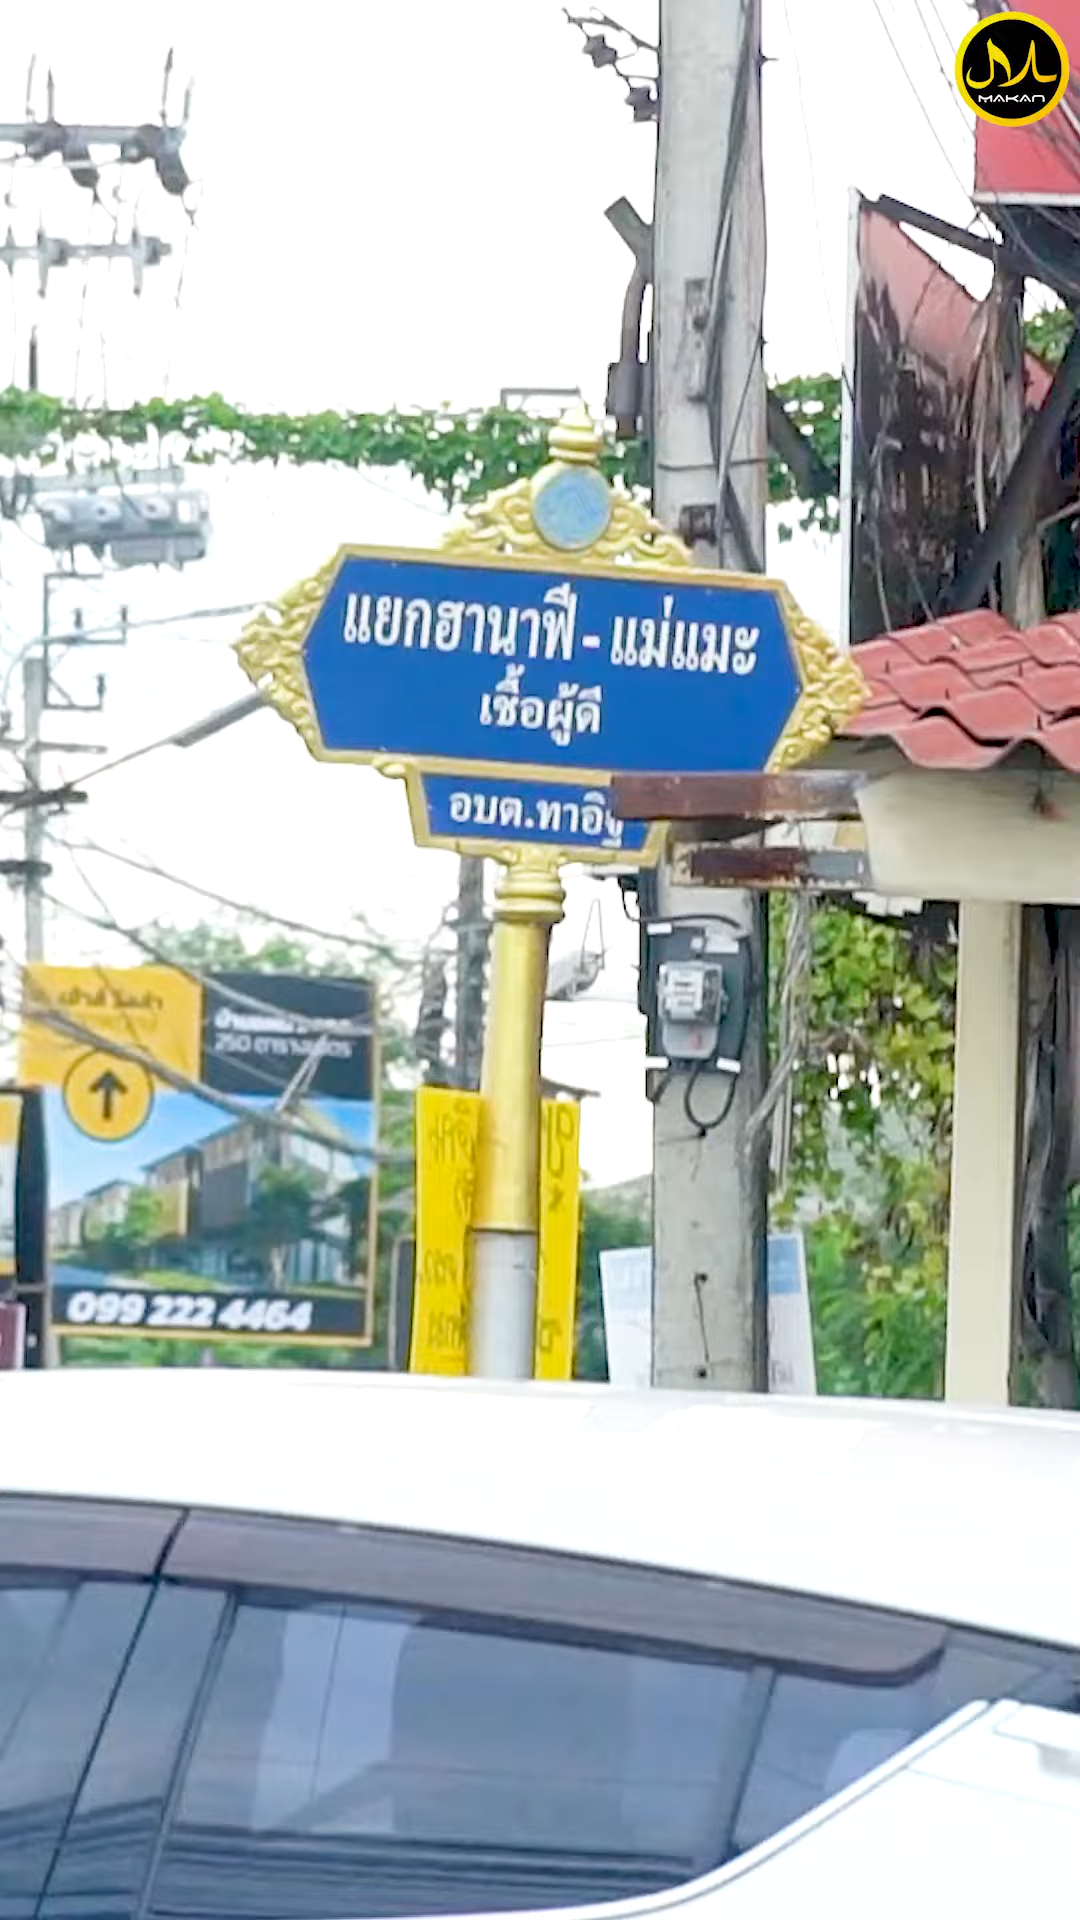 MAKAN
แยกฮานาฟี - แม่แมะ
เชื้อผู้ดี
อบต.ทาอิฐ
250 ตารางเมตร
099 222 4464